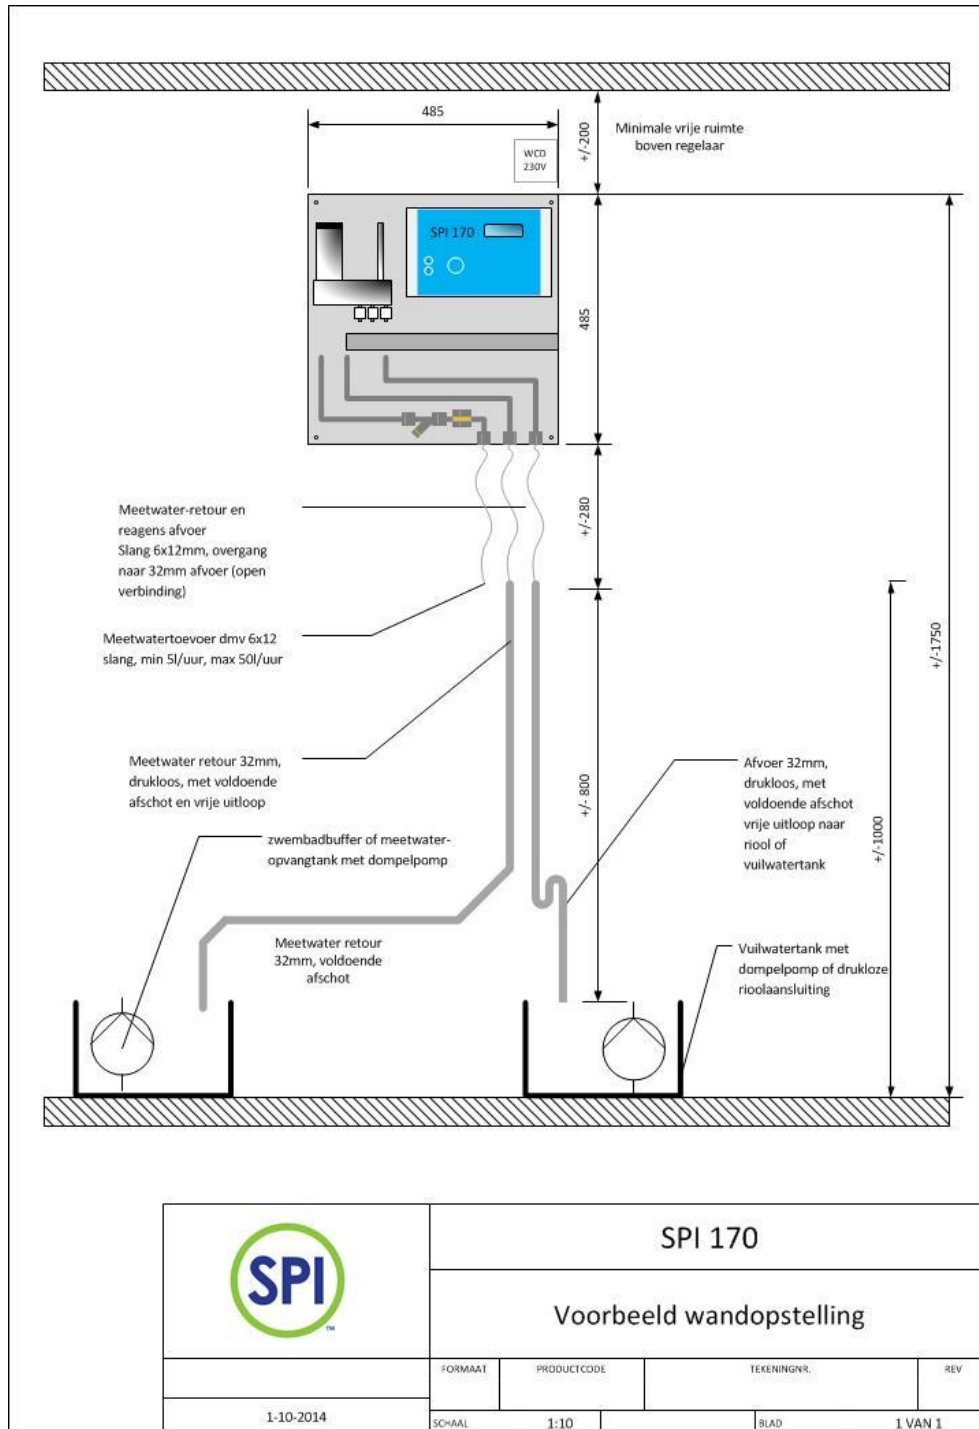 485
+/-200
Minimale vrije ruimte
boven regelaar
WCD
230V
SPI 170
485
+/-280
+/-1750
Meetwater-retour en
reagens afvoer
Slang 6x12mm, overgang
naar 32mm afvoer (open
verbinding)
Meetwatertoevoer dmv 6x12
slang, min 5l/uur, max 50l/uur
Meetwater retour 32mm,
drukloos, met voldoende
afschot en vrije uitloop
+/- 800
Afvoer 32mm,
drukloos, met
voldoende afschot
vrije uitloop naar
riool of
vuilwatertank
+/-1000
zwembadbuffer of meetwater-
opvangtank met dompelpomp
Meetwater retour
32mm, voldoende
afschot
Vuilwatertank met
dompelpomp of drukloze
rioolaansluiting
SPI
TM
SPI 170
Voorbeeld wandopstelling
FORMAAT PRODUCTCODE TEKENINGNR. REV
1-10-2014
SCHAAL 1:10 BLAD 1 VAN 1